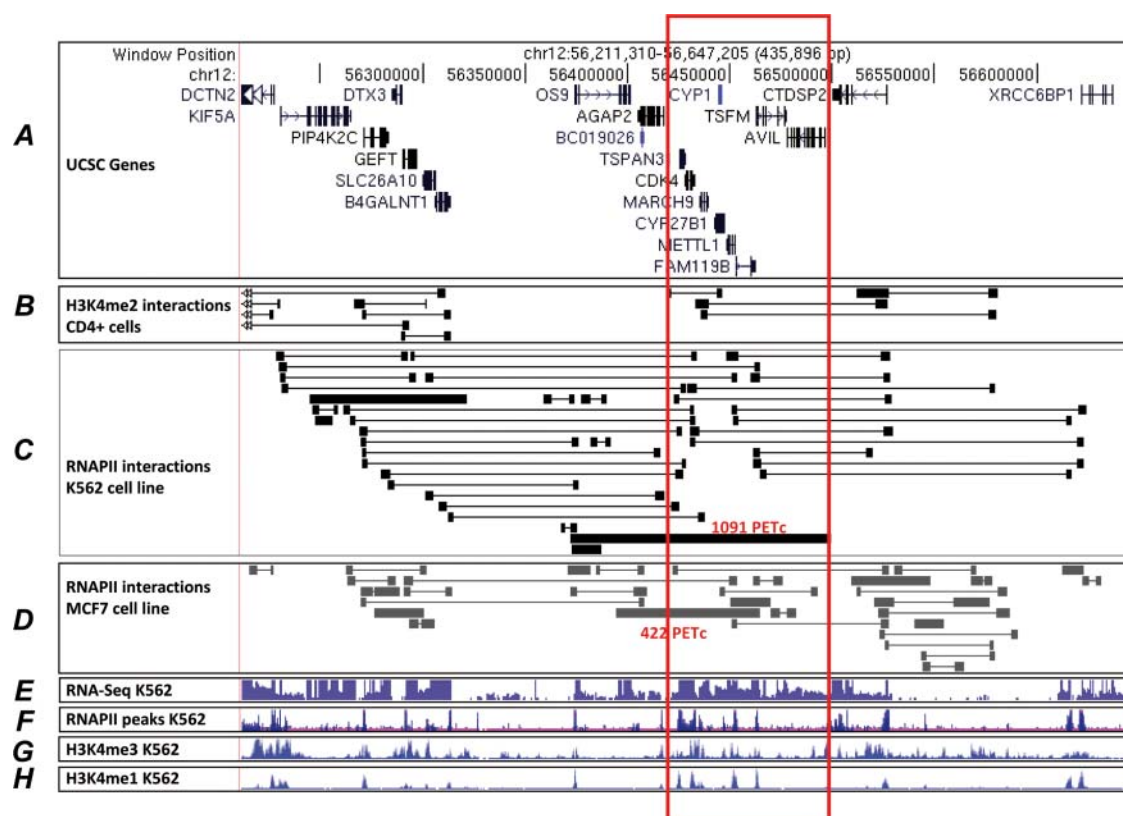 Window Position chr12:56,211,310-56,647,205 (435,896 bp)
chr12: 56300000 56350000 56400000 56450000 56500000 56550000 56600000
DCTN2 DTX3 OS9 CYP1 CTDSP2 XRCC6BP1
KIF5A AGAP2 TSFM
A
PIP4K2C BC019026 AVIL
UCSC Genes
GEFT TSPAN3
SLC26A10 CDK4
B4GALNT1 MARCH9
CYP27B1
METTL1
FAM119B
B
H3K4me2 interactions
CD4+ cells
C
RNAPII interactions
K562 cell line
1091 PETc
D
RNAPII interactions
MCF7 cell line
422 PETc
E RNA-Seq K562
F RNAPII peaks K562
G H3K4me3 K562
H H3K4me1 K562